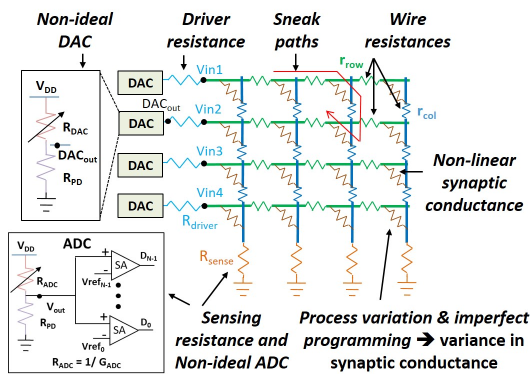 Non-ideal
DAC
Driver
resistance
Sneak
paths
Wire
resistances
VDD
RDAC
DACout
RPD
DAC
DACout
DAC
DAC
DAC
Vin1
Vin2
Vin3
Vin4
Rdriver
rrow
rcol
Non-linear
synaptic
conductance
ADC
VDD
RADC
Vout
RPD
SA
DN-1
VrefN-1
SA
D0
Vref0
RADC = 1/ GADC
Rsense
Sensing
resistance and
Non-ideal ADC
Process variation & imperfect
programming ➔ variance in
synaptic conductance
+
-
+
-